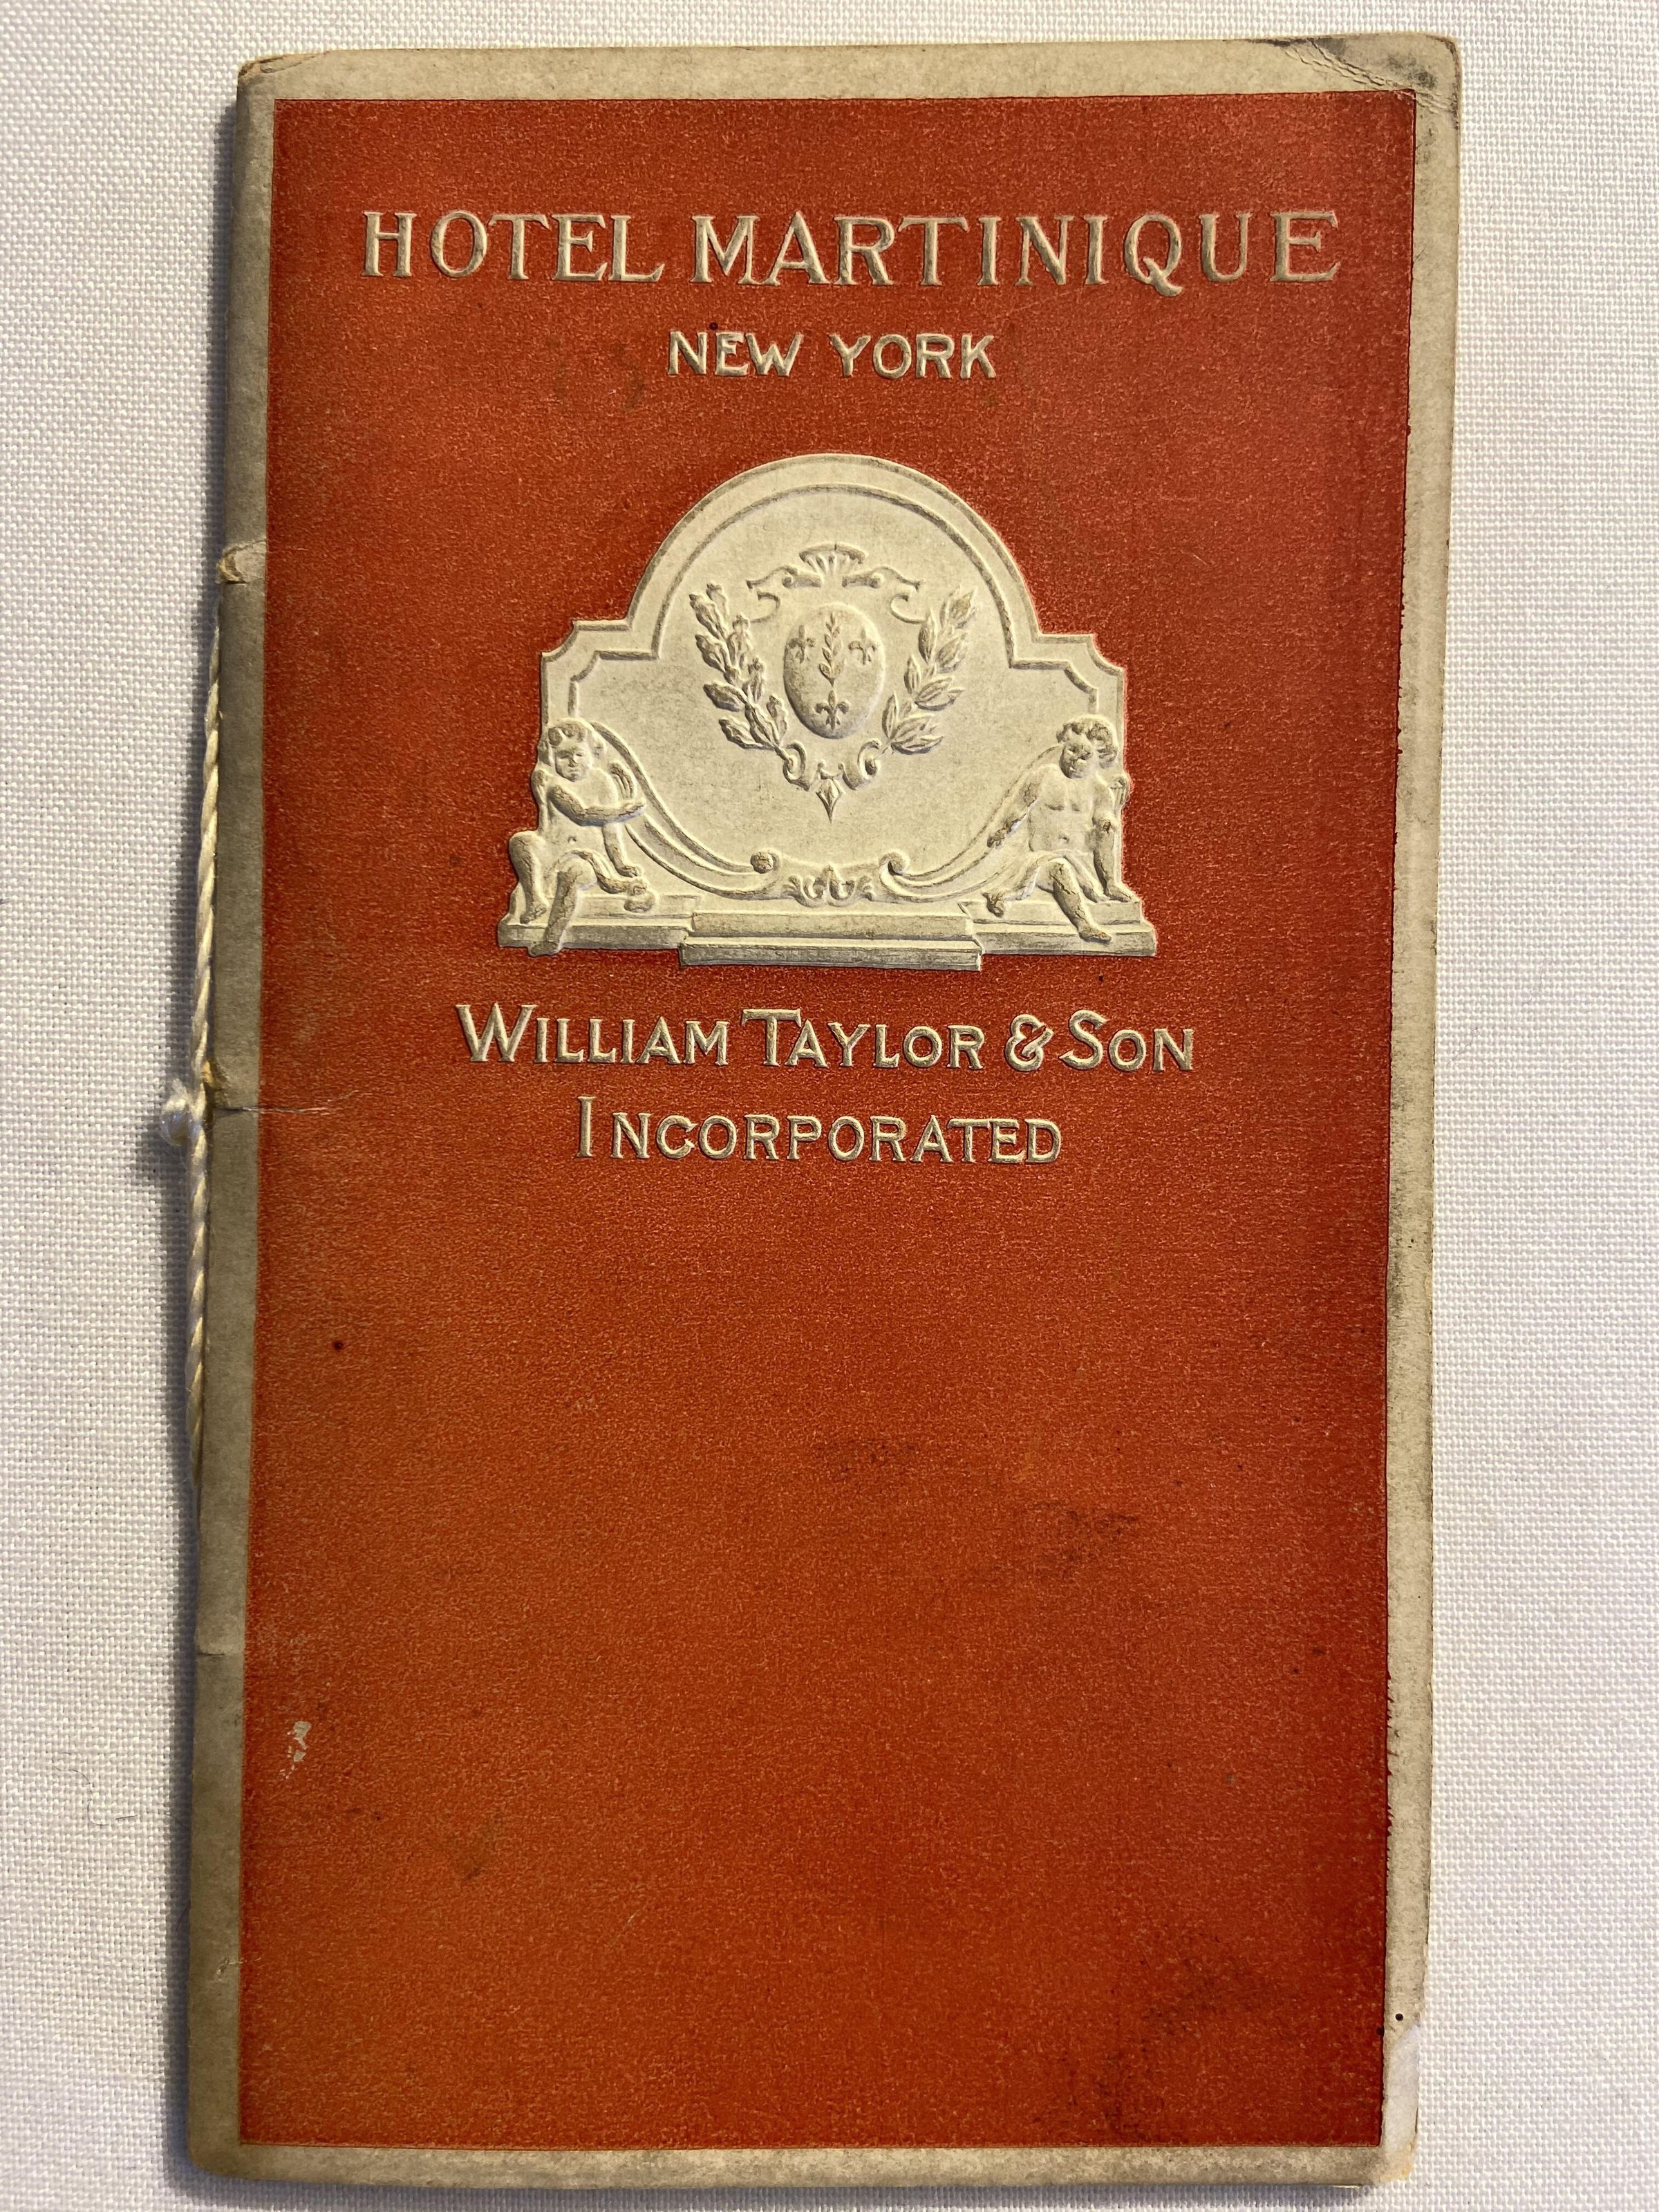 HOTEL MARTINIQUE
NEW YORK
WILLIAM TAYLOR & SON
INCORPORATED